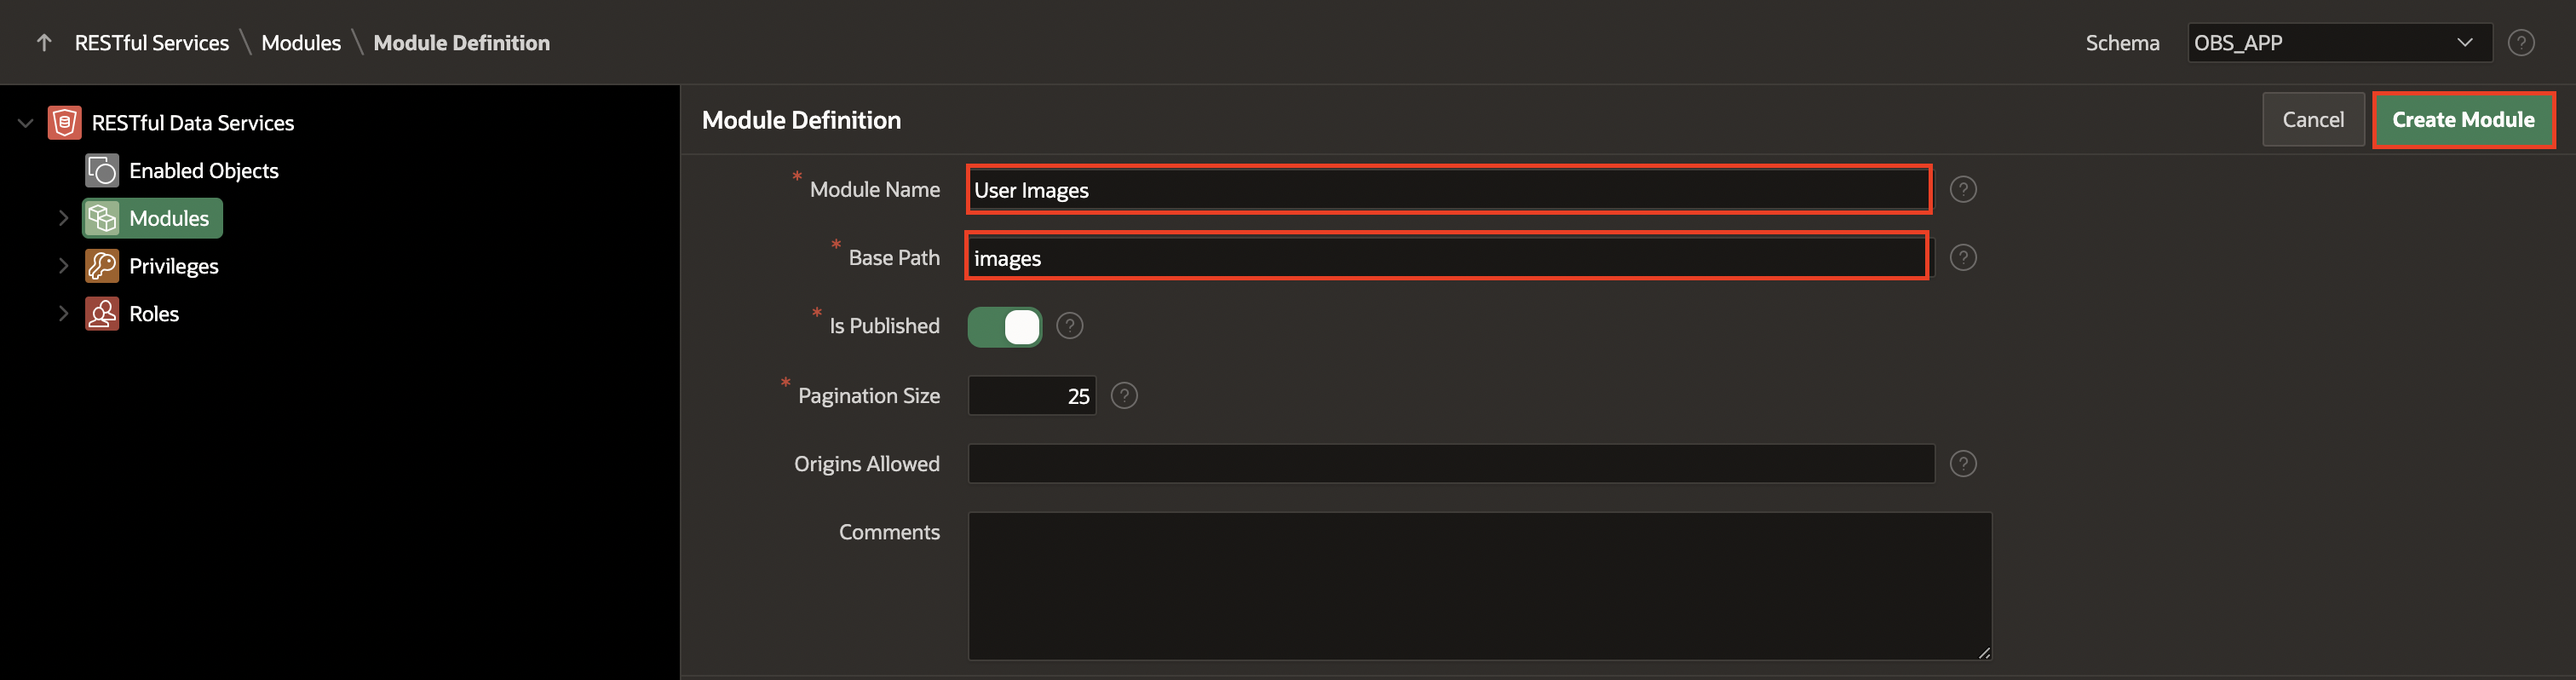 RESTful Services \ Modules \ Module Definition
Schema OBS_APP
RESTful Data Services
Enabled Objects
Modules
Privileges
Roles
Module Definition
Cancel
Create Module
* Module Name User Images ?
* Base Path images ?
* Is Published ?
* Pagination Size 25 ?
Origins Allowed ?
Comments